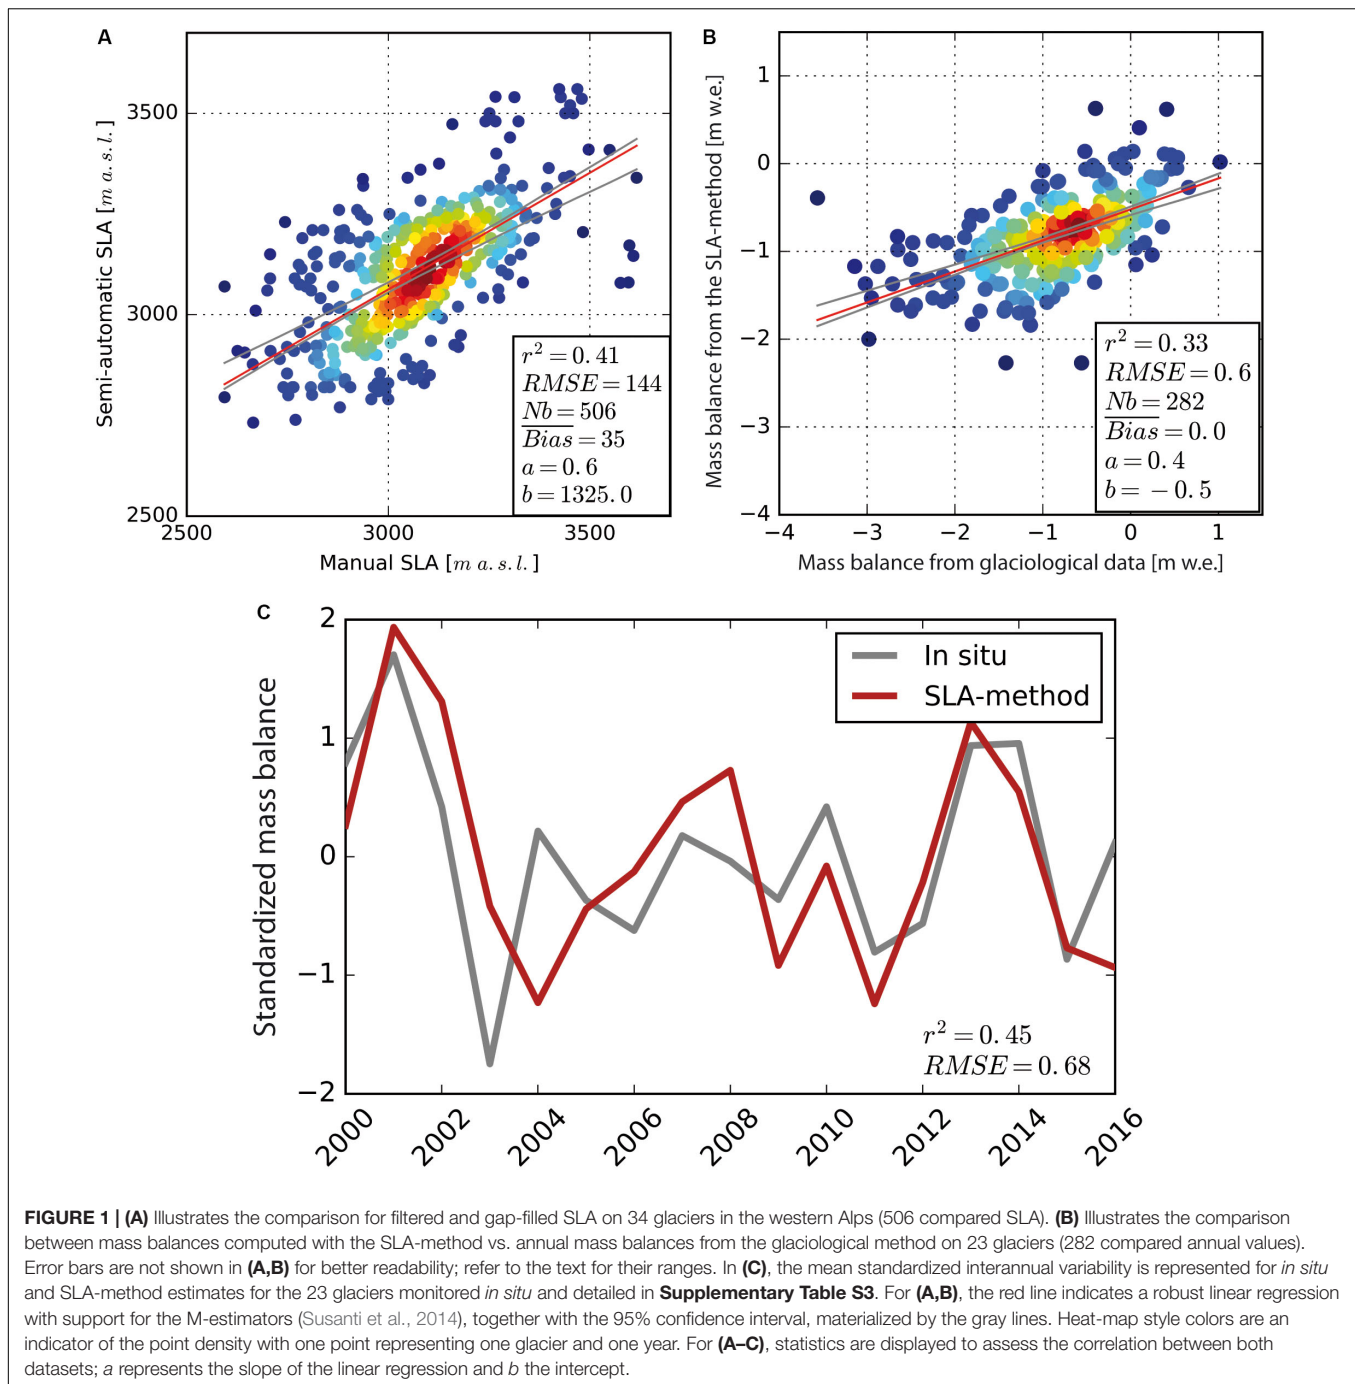 A
3500
3000
2500
Semi-automatic SLA [m a.s.l.]
r² = 0.41
RMSE = 144
Nb = 506
Bias = 35
a = 0.6
b = 1325.0
2500 3000 3500
Manual SLA [m a.s.l.]
B
1
0
−1
−2
−3
−4
Mass balance from the SLA-method [m w.e.]
r² = 0.33
RMSE = 0.6
Nb = 282
Bias = 0.0
a = 0.4
b = −0.5
−4 −3 −2 −1 0 1
Mass balance from glaciological data [m w.e.]
C
2
1
0
−1
−2
Standardized mass balance
In situ
SLA-method
r² = 0.45
RMSE = 0.68
2000 2002 2004 2006 2008 2010 2012 2014 2016
FIGURE 1 | (A) Illustrates the comparison for filtered and gap-filled SLA on 34 glaciers in the western Alps (506 compared SLA). (B) Illustrates the comparison
between mass balances computed with the SLA-method vs. annual mass balances from the glaciological method on 23 glaciers (282 compared annual values).
Error bars are not shown in (A,B) for better readability; refer to the text for their ranges. In (C), the mean standardized interannual variability is represented for in situ
and SLA-method estimates for the 23 glaciers monitored in situ and detailed in Supplementary Table S3. For (A,B), the red line indicates a robust linear regression
with support for the M-estimators (Susanti et al., 2014), together with the 95% confidence interval, materialized by the gray lines. Heat-map style colors are an
indicator of the point density with one point representing one glacier and one year. For (A–C), statistics are displayed to assess the correlation between both
datasets; a represents the slope of the linear regression and b the intercept.